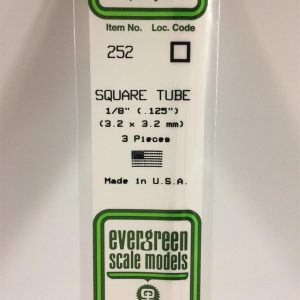 Item No. Loc. Code
252
SQUARE TUBE
1/8" (.125")
(3.2 x 3.2 mm)
3 Pieces
Made in U.S.A.
evergreen
scale models